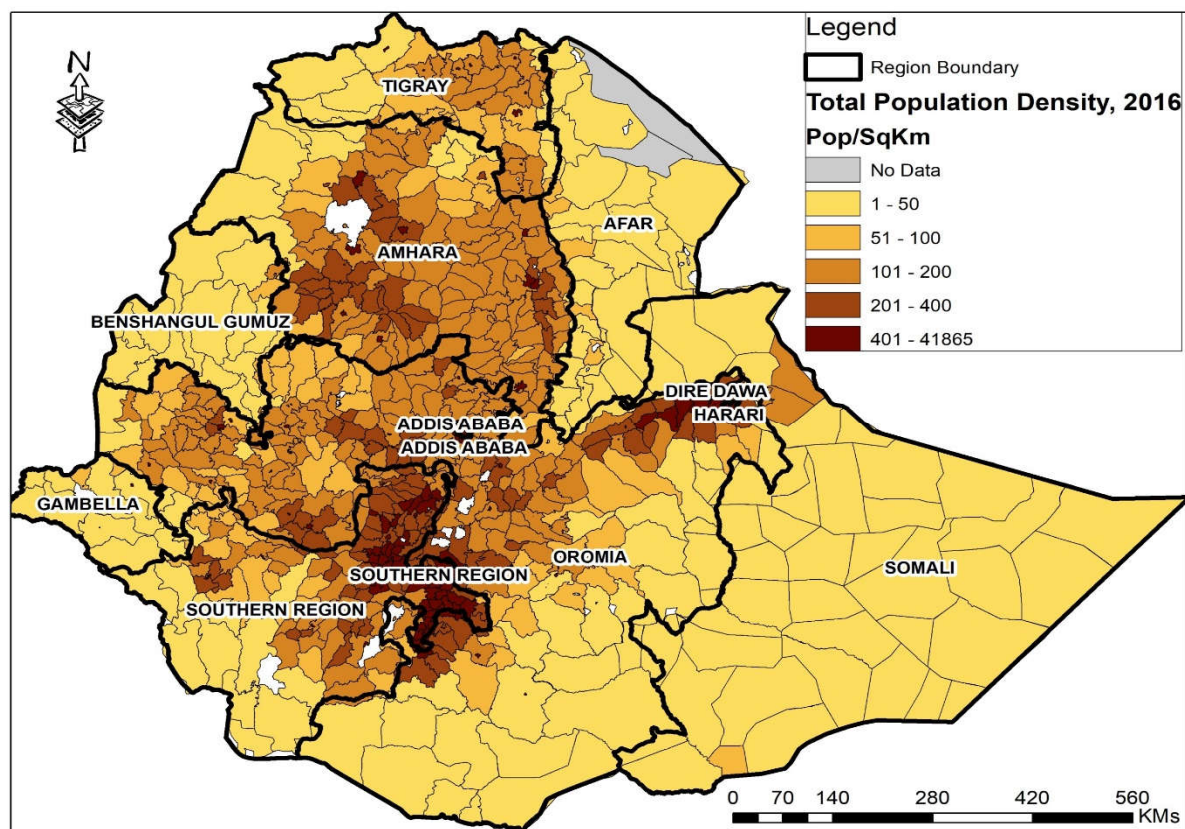 N
Legend
Region Boundary
Total Population Density, 2016
Pop/SqKm
No Data
1 - 50
51 - 100
101 - 200
201 - 400
401 - 41865
TIGRAY
AFAR
AMHARA
BENSHANGUL GUMUZ
DIRE DAWA
HARARI
ADDIS ABABA
ADDIS ABABA
GAMBELLA
OROMIA
SOMALI
SOUTHERN REGION
SOUTHERN REGION
0 70 140 280 420 560
KMs